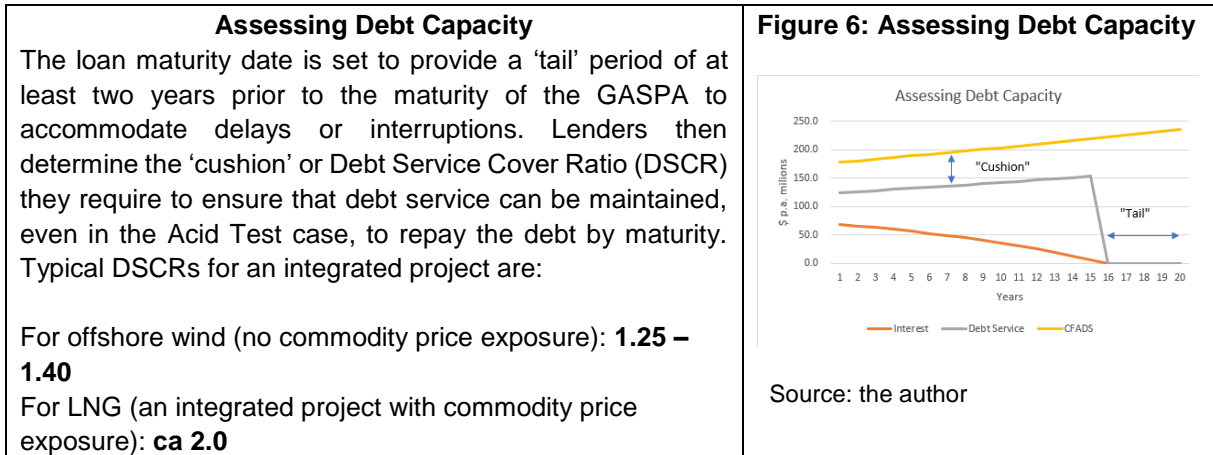 Assessing Debt Capacity
The loan maturity date is set to provide a ‘tail’ period of at
least two years prior to the maturity of the GASPA to
accommodate delays or interruptions. Lenders then
determine the ‘cushion’ or Debt Service Cover Ratio (DSCR)
they require to ensure that debt service can be maintained,
even in the Acid Test case, to repay the debt by maturity.
Typical DSCRs for an integrated project are:
For offshore wind (no commodity price exposure): 1.25 –
1.40
For LNG (an integrated project with commodity price
exposure): ca 2.0
Figure 6: Assessing Debt Capacity
Assessing Debt Capacity
$ p.a. milions
250.0
200.0
150.0
100.0
50.0
0.0
"Cushion"
"Tail"
1 2 3 4 5 6 7 8 9 10 11 12 13 14 15 16 17 18 19 20
Years
Interest Debt Service CFADS
Source: the author